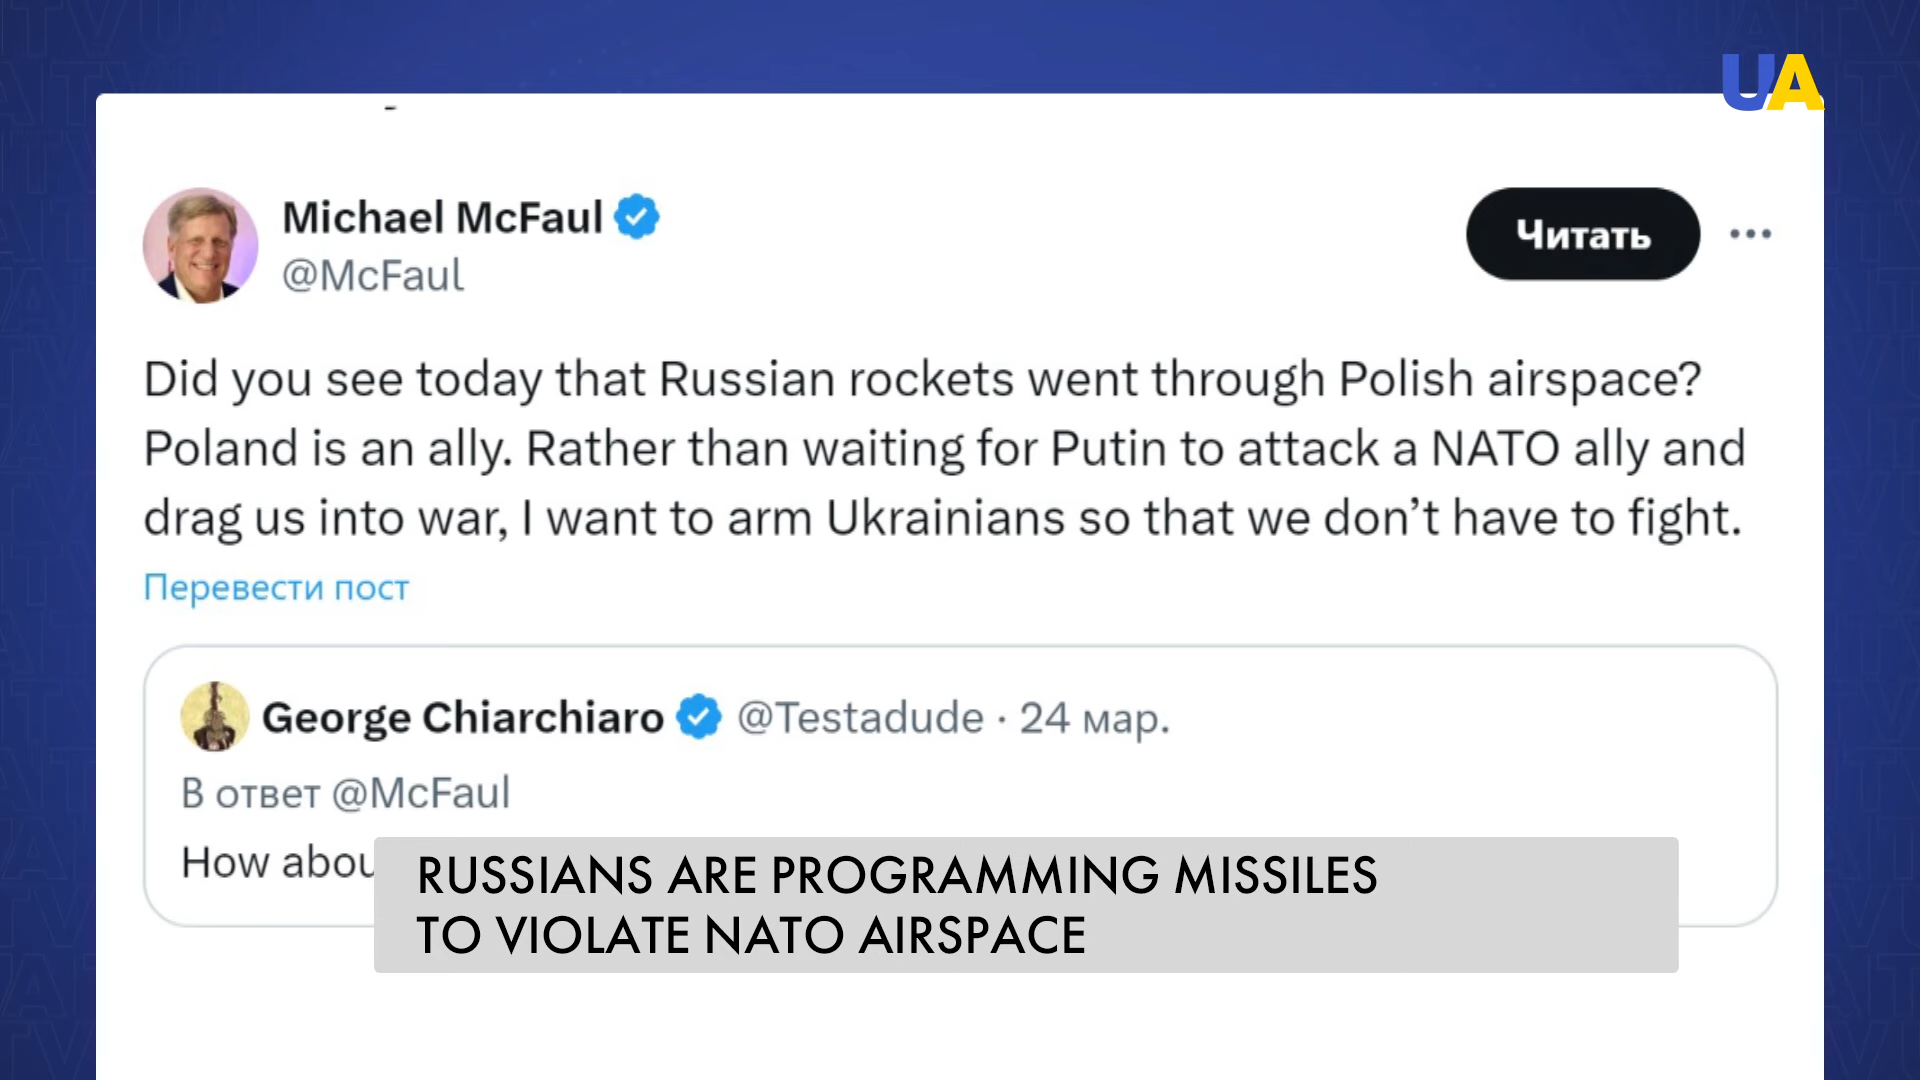 UA
Michael McFaul
@McFaul
Читать
Did you see today that Russian rockets went through Polish airspace?
Poland is an ally. Rather than waiting for Putin to attack a NATO ally and
drag us into war, I want to arm Ukrainians so that we don’t have to fight.
Перевести пост
George Chiarchiaro @Testadude · 24 мар.
В ответ @McFaul
How
RUSSIANS ARE PROGRAMMING MISSILES
TO VIOLATE NATO AIRSPACE